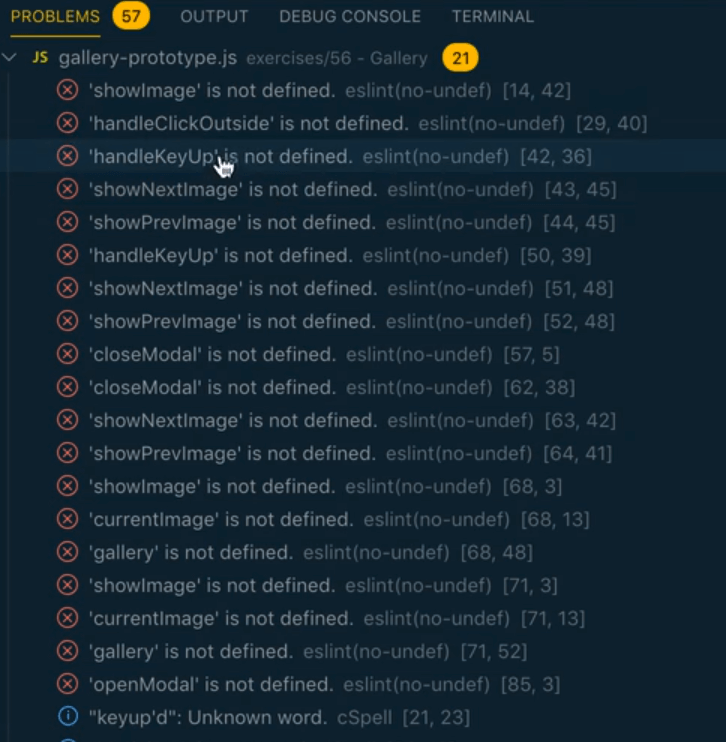 PROBLEMS 57 OUTPUT DEBUG CONSOLE TERMINAL
JS gallery-prototype.js exercises/56 - Gallery 21
'showImage' is not defined. eslint(no-undef) [14, 42]
'handleClickOutside' is not defined. eslint(no-undef) [29, 40]
'handleKeyUp' is not defined. eslint(no-undef) [42, 36]
'showNextImage' is not defined. eslint(no-undef) [43, 45]
'showPrevImage' is not defined. eslint(no-undef) [44, 45]
'handleKeyUp' is not defined. eslint(no-undef) [50, 39]
'showNextImage' is not defined. eslint(no-undef) [51, 48]
'showPrevImage' is not defined. eslint(no-undef) [52, 48]
'closeModal' is not defined. eslint(no-undef) [57, 5]
'closeModal' is not defined. eslint(no-undef) [62, 38]
'showNextImage' is not defined. eslint(no-undef) [63, 42]
'showPrevImage' is not defined. eslint(no-undef) [64, 41]
'showImage' is not defined. eslint(no-undef) [68, 3]
'currentImage' is not defined. eslint(no-undef) [68, 13]
'gallery' is not defined. eslint(no-undef) [68, 48]
'showImage' is not defined. eslint(no-undef) [71, 3]
'currentImage' is not defined. eslint(no-undef) [71, 13]
'gallery' is not defined. eslint(no-undef) [71, 52]
'openModal' is not defined. eslint(no-undef) [85, 3]
"keyup'd": Unknown word. cSpell [21, 23]